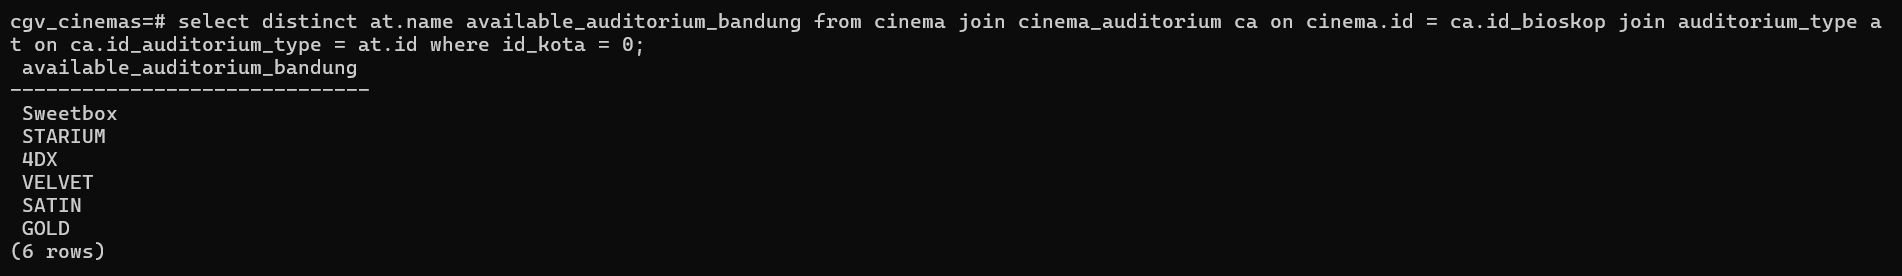 cgv_cinemas=# select distinct at.name available_auditorium_bandung from cinema join cinema_auditorium ca on cinema.id = ca.id_bioskop join auditorium_type a
t on ca.id_auditorium_type = at.id where id_kota = 0;
available_auditorium_bandung
-------------------------------
Sweetbox
STARIUM
4DX
VELVET
SATIN
GOLD
(6 rows)